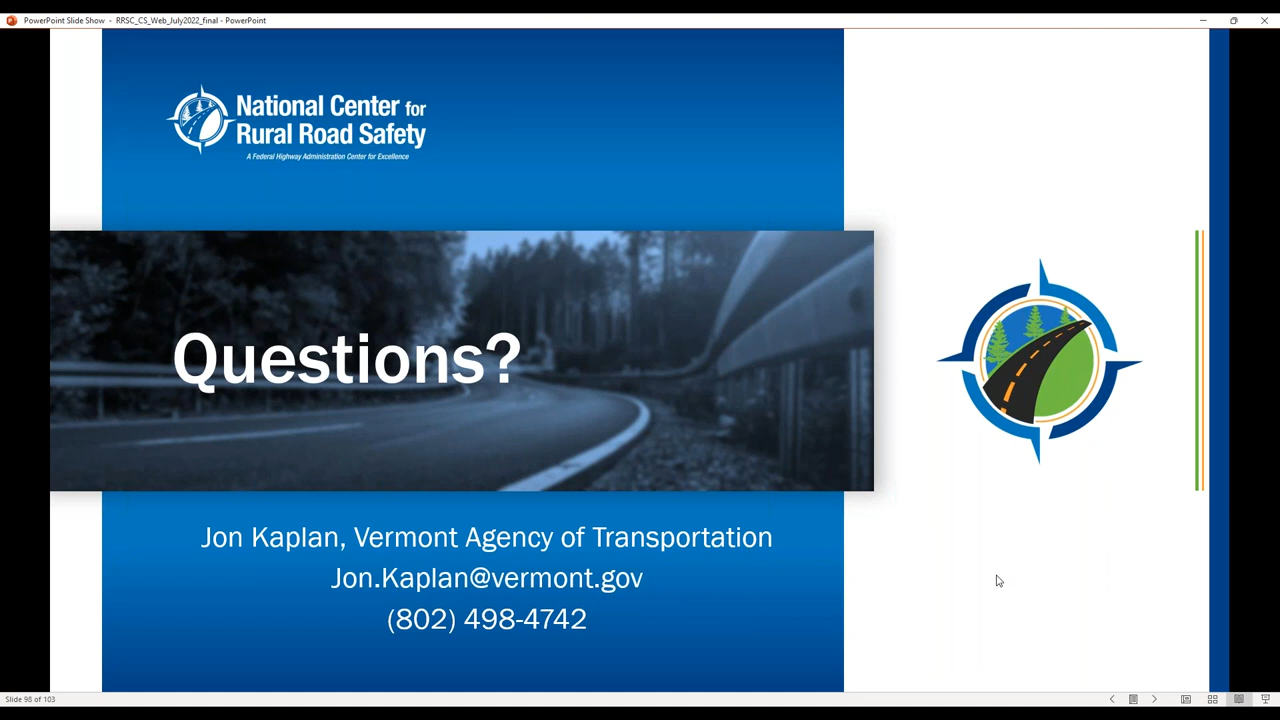 PowerPoint Slide Show - RRSC_CS_Web_July2022_final - PowerPoint
National Center for
Rural Road Safety
A Federal Highway Administration Center for Excellence
Questions?
Jon Kaplan, Vermont Agency of Transportation
Jon.Kaplan@vermont.gov
(802) 498-4742
Slide 98 of 103